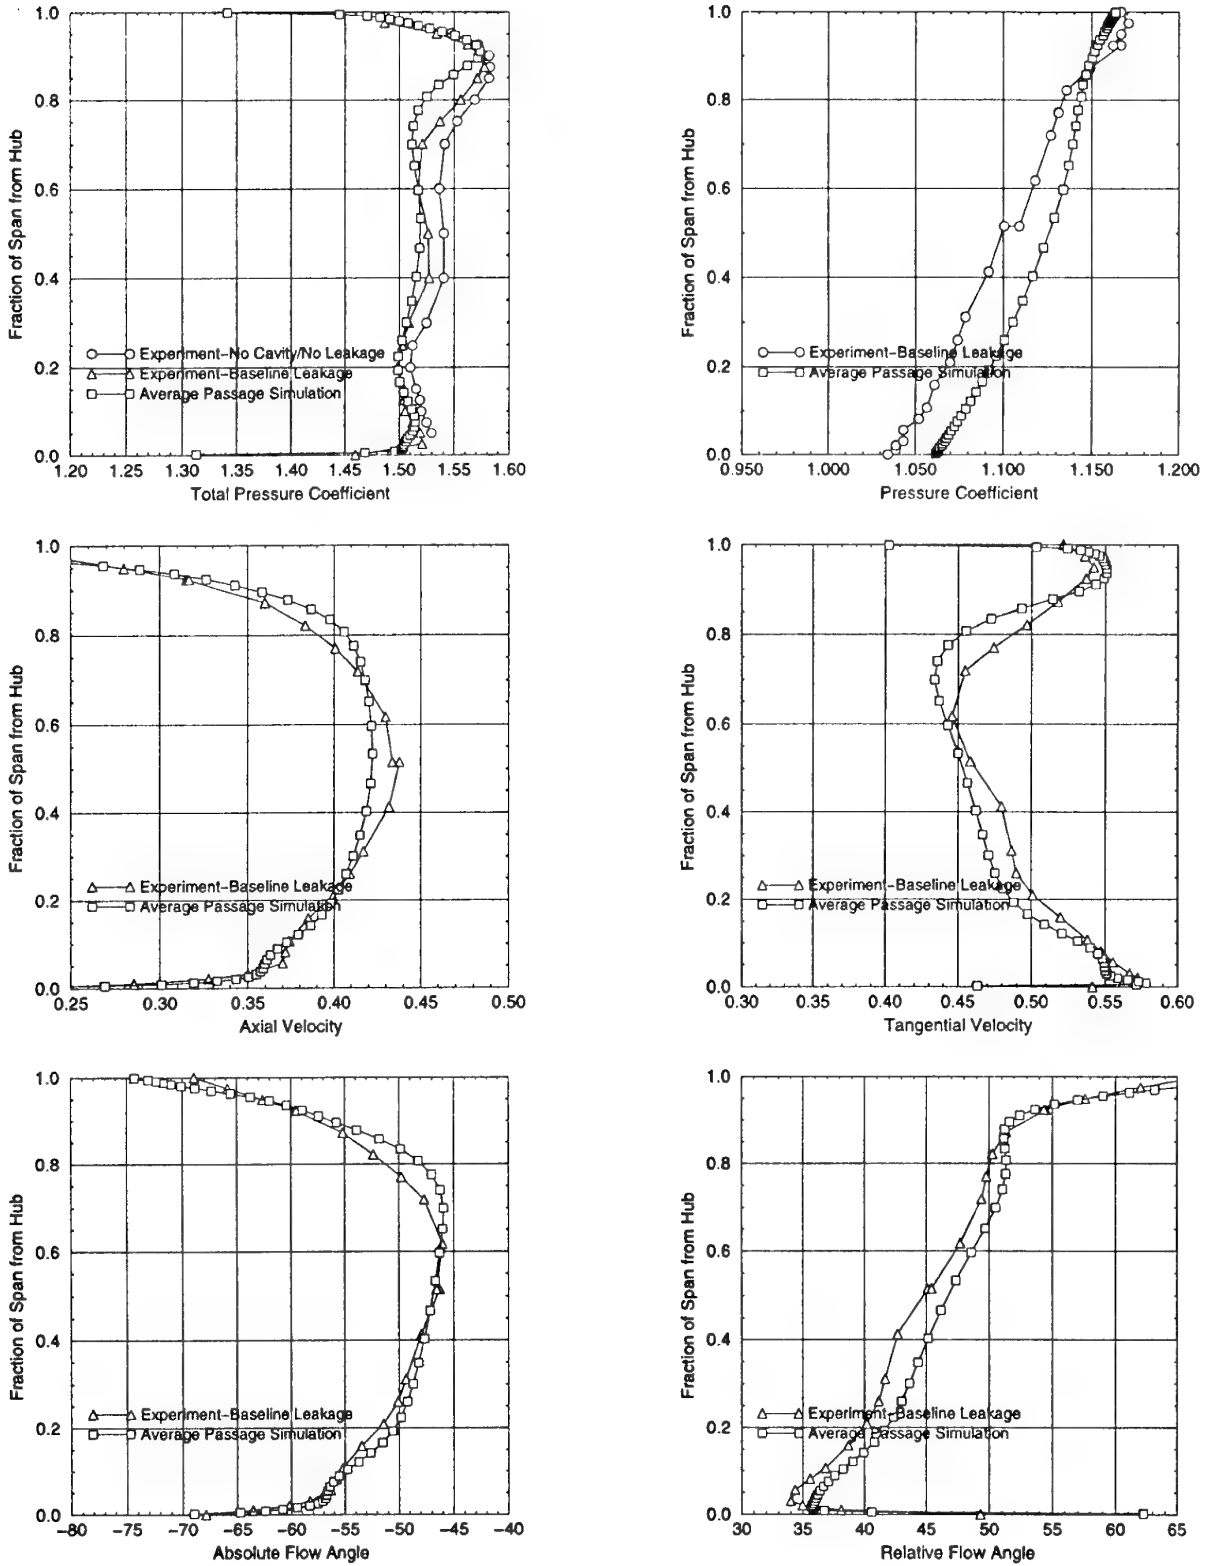 1.0
0.8
0.6
0.4
0.2
0.0
Fraction of Span from Hub
Experiment-No Cavity/No Leakage
Experiment-Baseline Leakage
Average Passage Simulation
1.20 1.25 1.30 1.35 1.40 1.45 1.50 1.55 1.60
Total Pressure Coefficient
1.0
0.8
0.6
0.4
0.2
0.0
Fraction of Span from Hub
Experiment-Baseline Leakage
Average Passage Simulation
0.950 1.000 1.050 1.100 1.150 1.200
Pressure Coefficient
1.0
0.8
0.6
0.4
0.2
0.0
Fraction of Span from Hub
Experiment-Baseline Leakage
Average Passage Simulation
0.25 0.30 0.35 0.40 0.45 0.50
Axial Velocity
1.0
0.8
0.6
0.4
0.2
0.0
Fraction of Span from Hub
Experiment-Baseline Leakage
Average Passage Simulation
0.30 0.35 0.40 0.45 0.50 0.55 0.60
Tangential Velocity
1.0
0.8
0.6
0.4
0.2
0.0
Fraction of Span from Hub
Experiment-Baseline Leakage
Average Passage Simulation
-80 -75 -70 -65 -60 -55 -50 -45 -40
Absolute Flow Angle
1.0
0.8
0.6
0.4
0.2
0.0
Fraction of Span from Hub
Experiment-Baseline Leakage
Average Passage Simulation
30 35 40 45 50 55 60 65
Relative Flow Angle